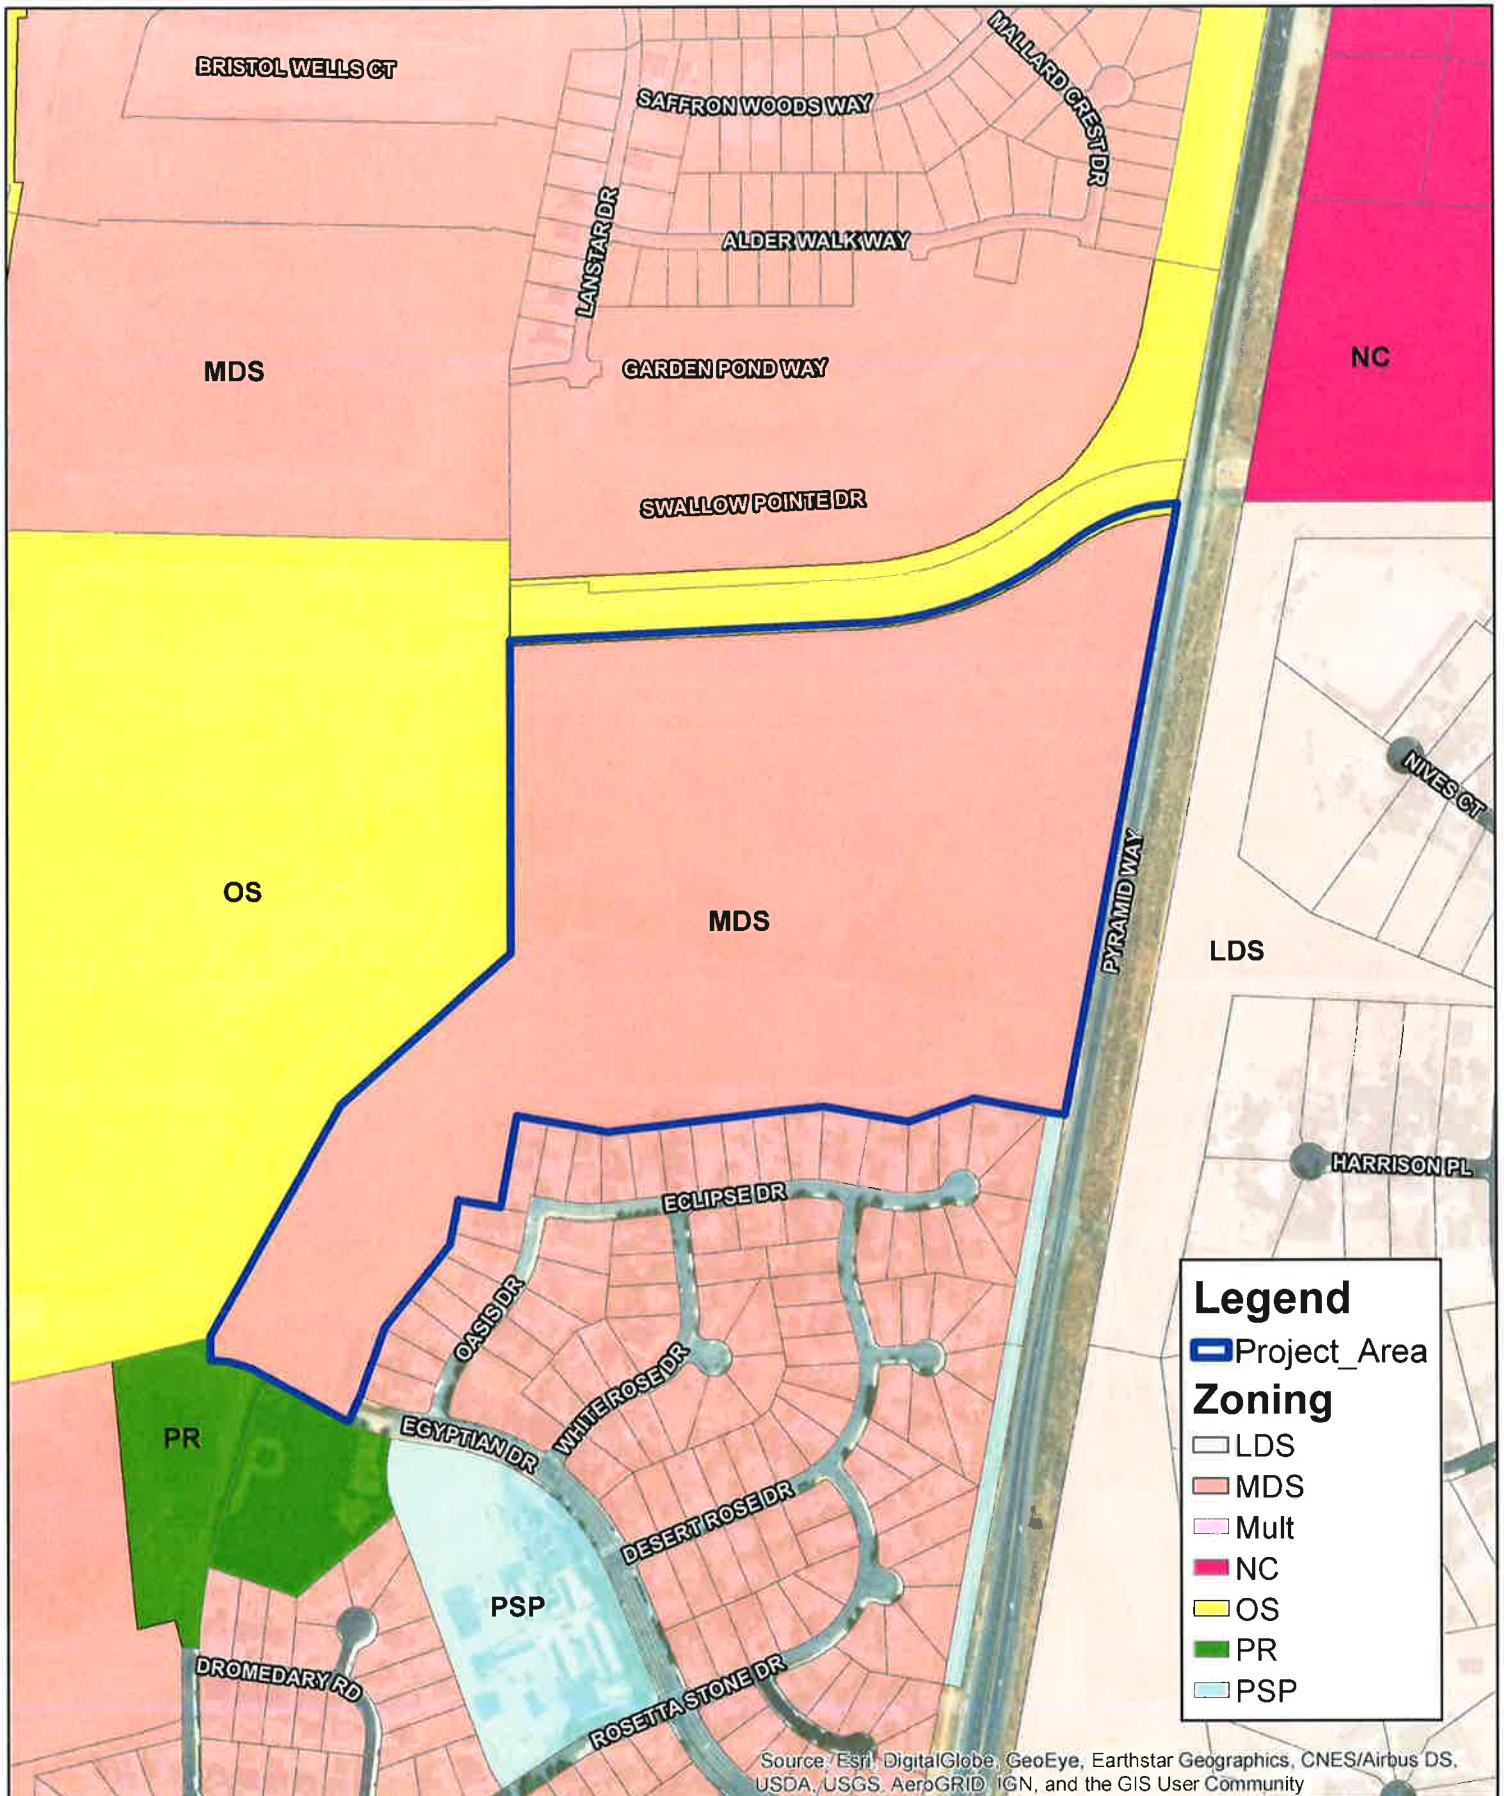 BRISTOL WELLS CT
SAFFRON WOODS WAY
MALLARD CREST DR
LANSTAR DR
ALDER WALK WAY
MDS
GARDEN POND WAY
NC
SWALLOW POINTE DR
NIVES CT
OS
MDS
PYRAMID WAY
LDS
HARRISON PL
ECLIPSE DR
OASIS DR
WHITE ROSE DR
PR
EGYPTIAN DR
DESERT ROSE DR
PSP
DROMEDARY RD
ROSETTA STONE DR
Legend
Project_Area
Zoning
LDS
MDS
Mult
NC
OS
PR
PSP
Source: Esri, DigitalGlobe, GeoEye, Earthstar Geographics, CNES/Airbus DS,
USDA, USGS, AeroGRID, IGN, and the GIS User Community